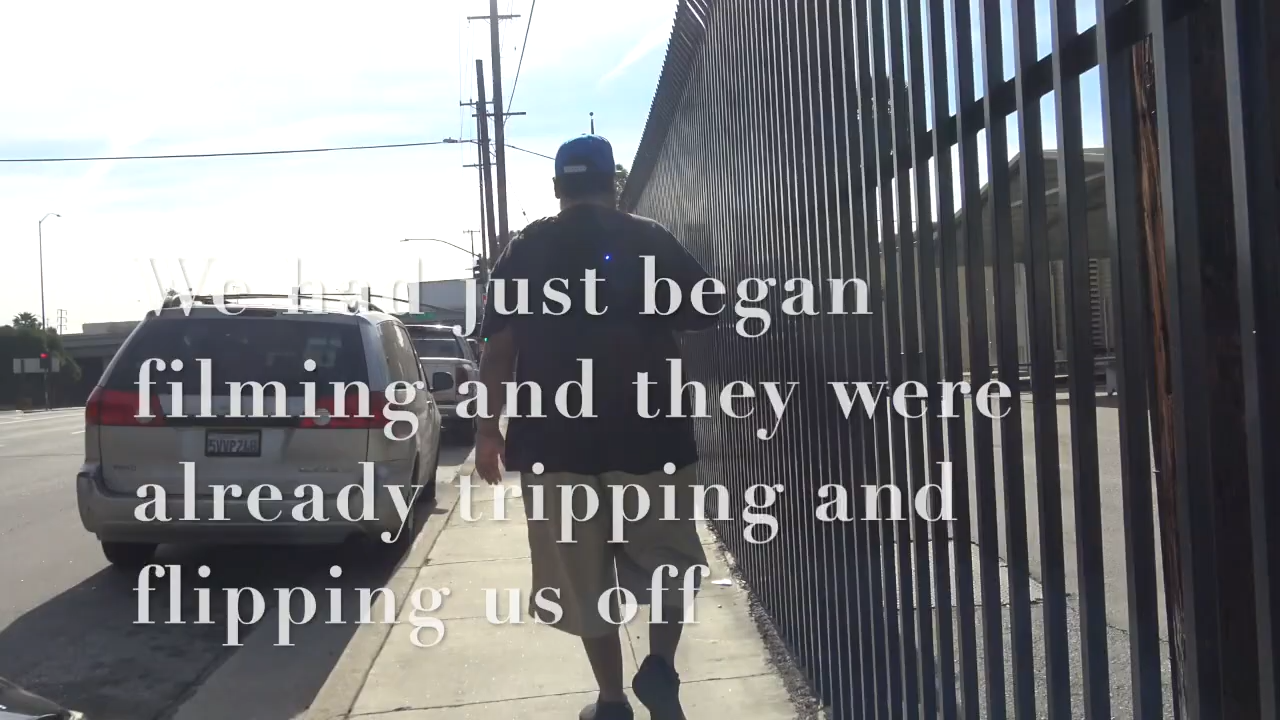 We had just began
filming and they were
already tripping and
flipping us off